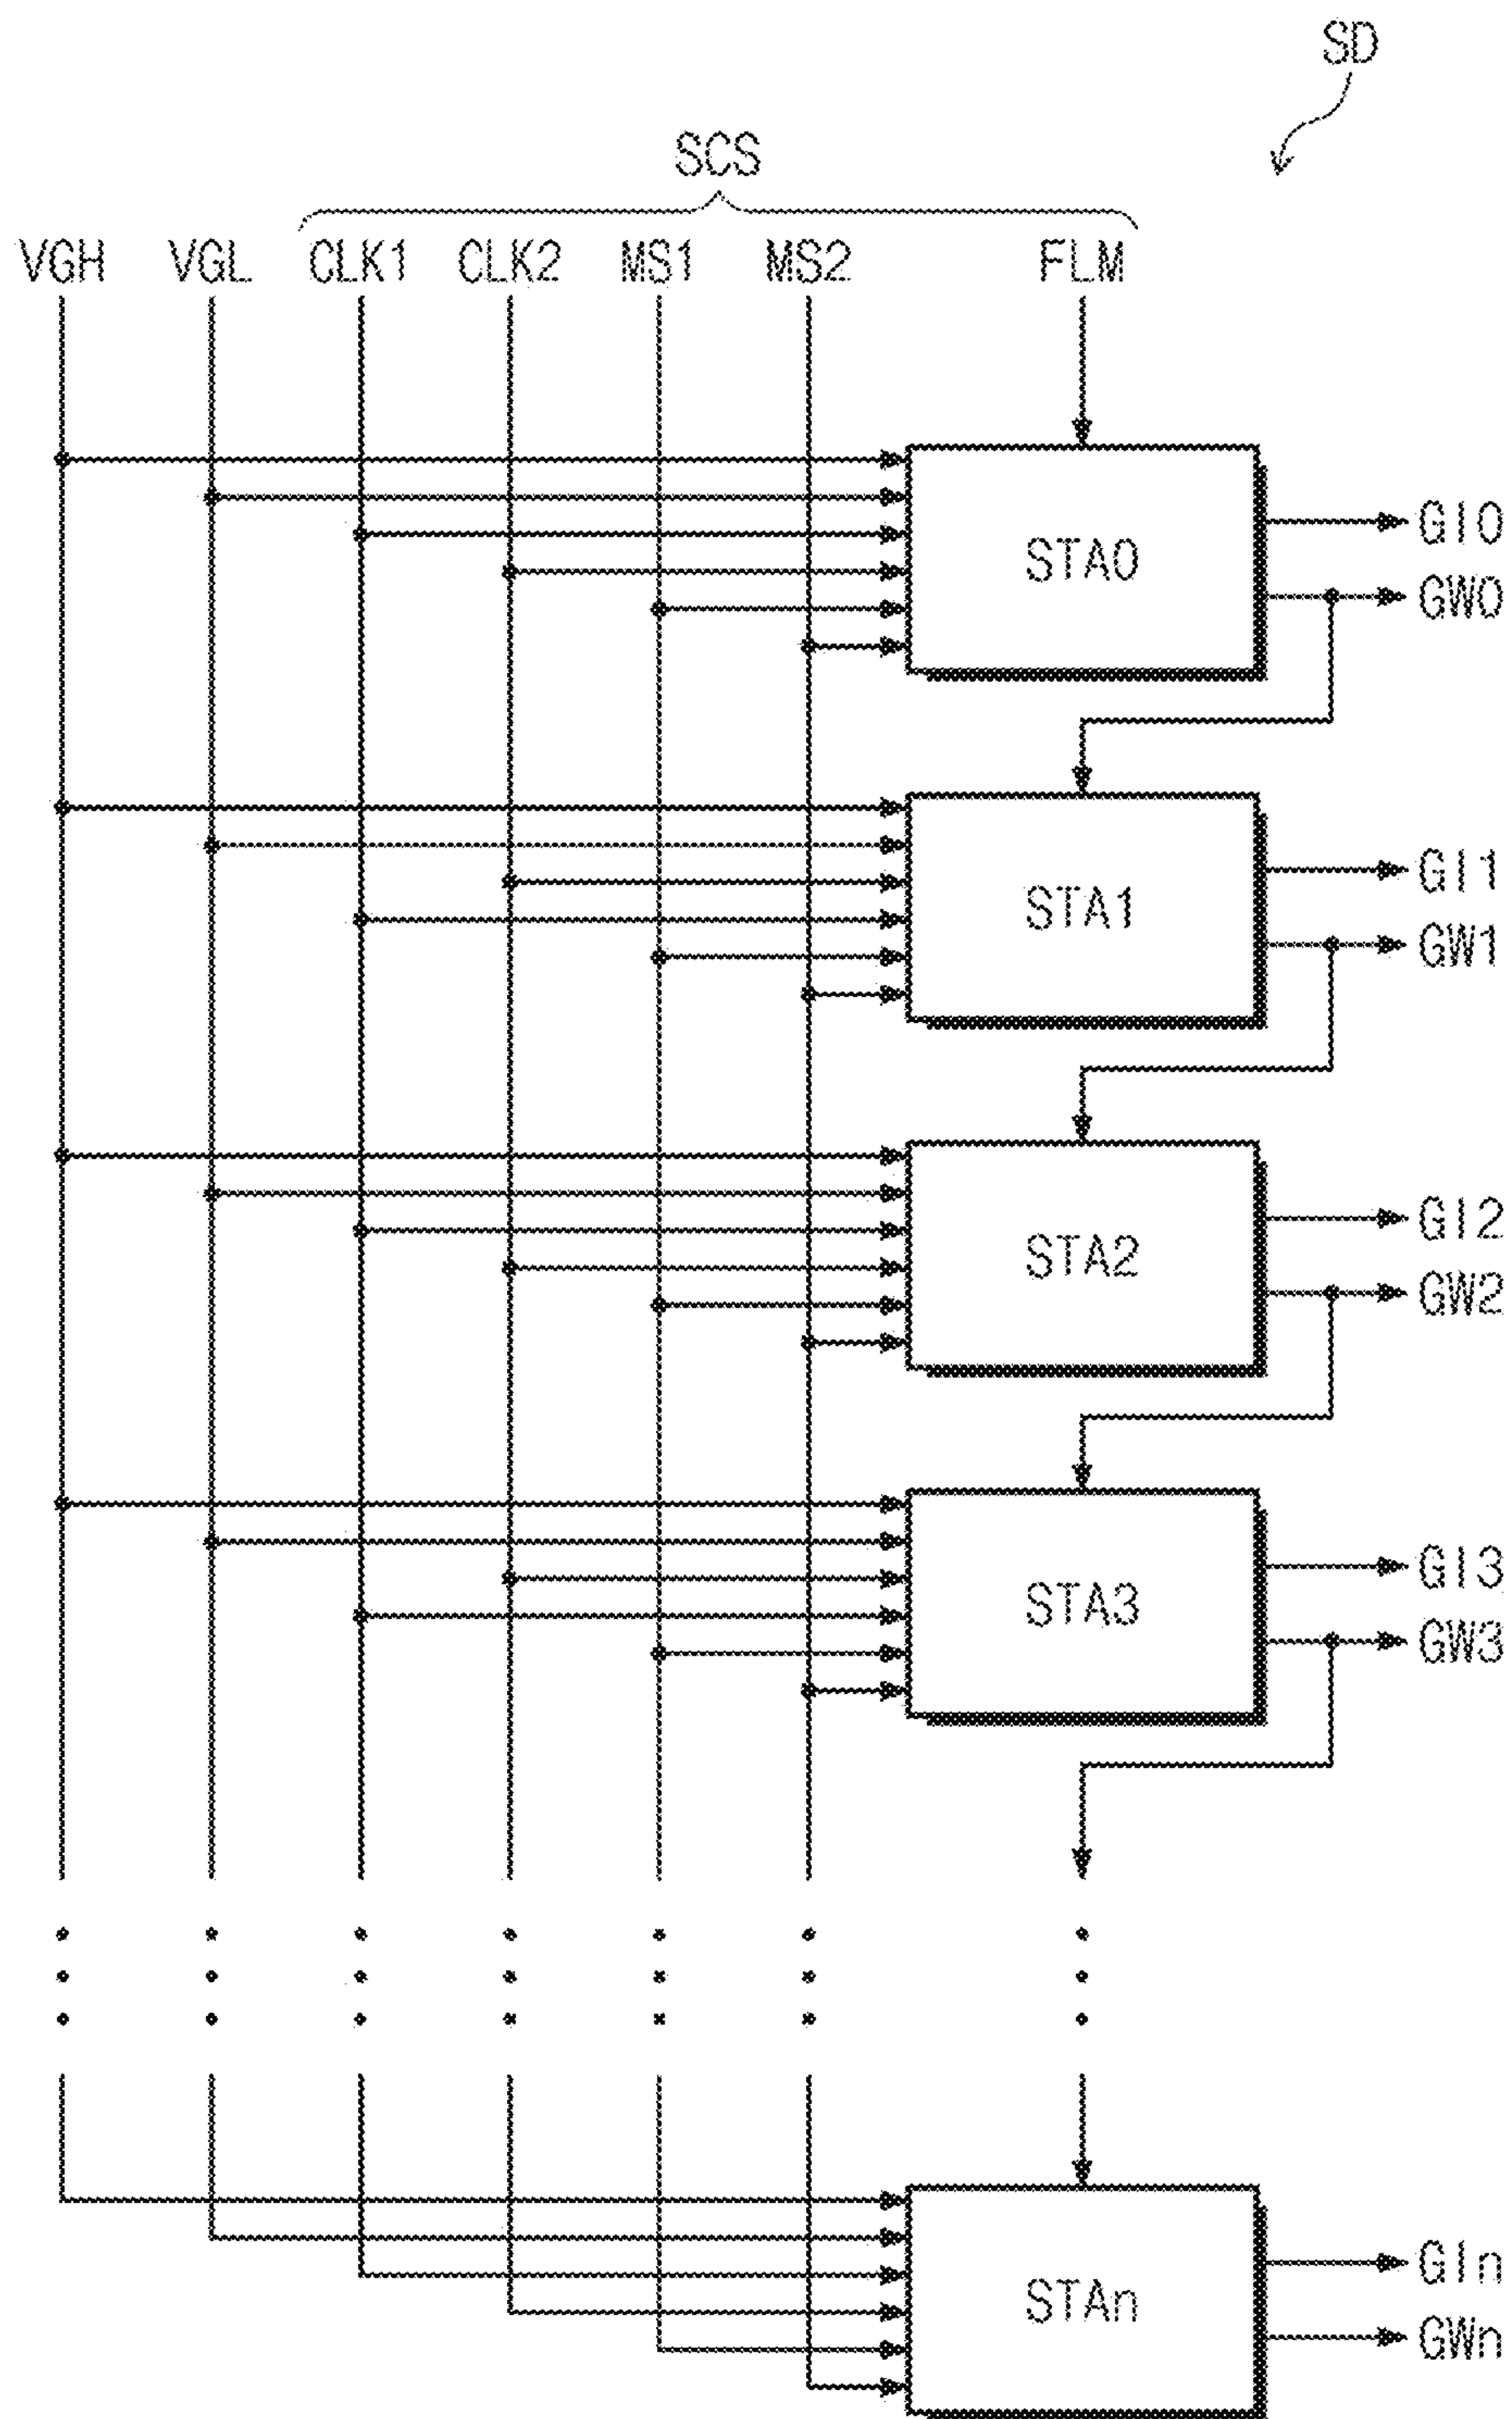 SD
SCS
VGH VGL CLK1 CLK2 MS1 MS2 FLM
STA0
GI0
GW0
STA1
GI1
GW1
STA2
GI2
GW2
STA3
GI3
GW3
STAn
GIn
GWn